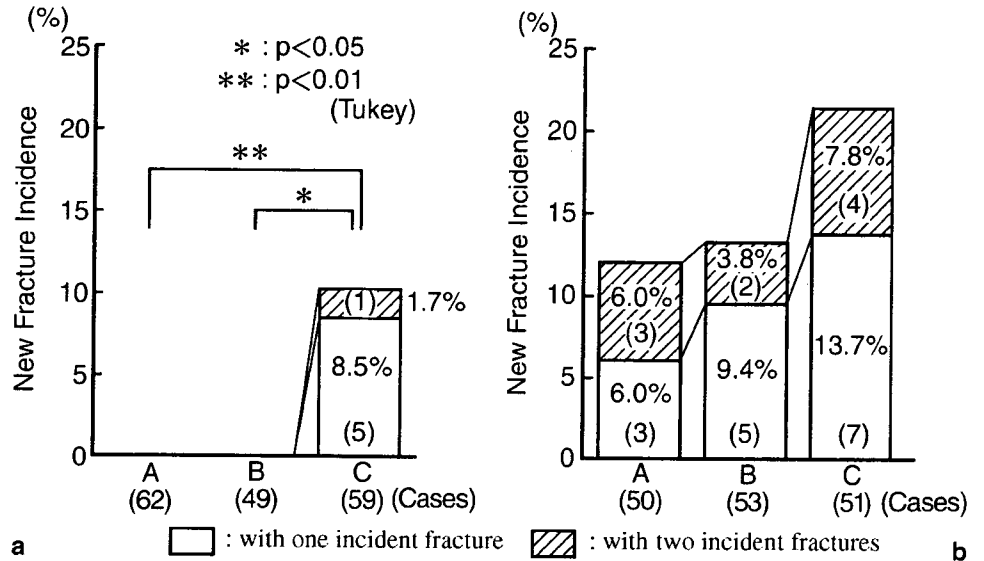 (%)
25
20
15
10
5
0
New Fracture Incidence
* : p<0.05
** : p<0.01
(Tukey)
**
*
(1) 1.7%
8.5%
(5)
A B C
(62) (49) (59) (Cases)
a
(%)
25
20
15
10
5
0
New Fracture Incidence
6.0%
(3)
6.0%
(3)
3.8%
(2)
9.4%
(5)
7.8%
(4)
13.7%
(7)
A B C
(50) (53) (51) (Cases)
b
: with one incident fracture : with two incident fractures